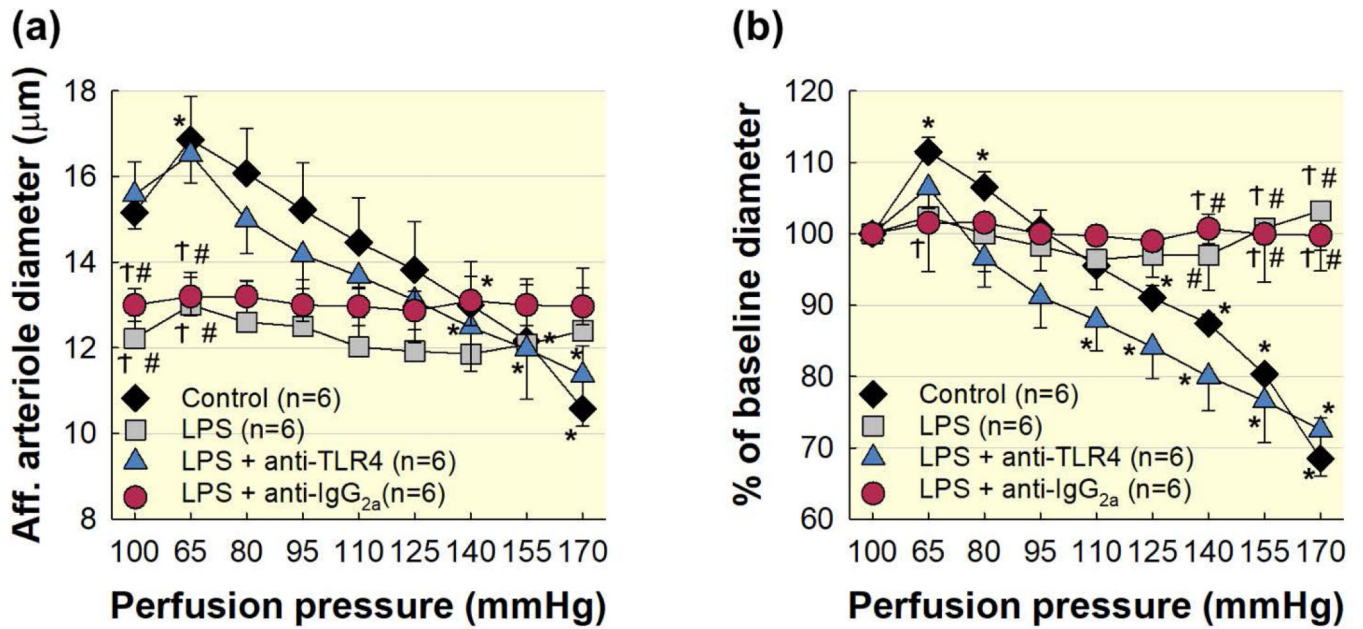 (a)
Aff. arteriole diameter (μm)
18
16
14
12
10
8
*
†#
†#
† #
† #
*
*
*
*
*
*
Control (n=6)
LPS (n=6)
LPS + anti-TLR4 (n=6)
LPS + anti-IgG2a(n=6)
100 65 80 95 110 125 140 155 170
Perfusion pressure (mmHg)
(b)
% of baseline diameter
120
110
100
90
80
70
60
*
*
†
†#
†#
†#
#
†#
†#
*
*
*
*
*
*
*
*
*
Control (n=6)
LPS (n=6)
LPS + anti-TLR4 (n=6)
LPS + anti-IgG2a (n=6)
100 65 80 95 110 125 140 155 170
Perfusion pressure (mmHg)